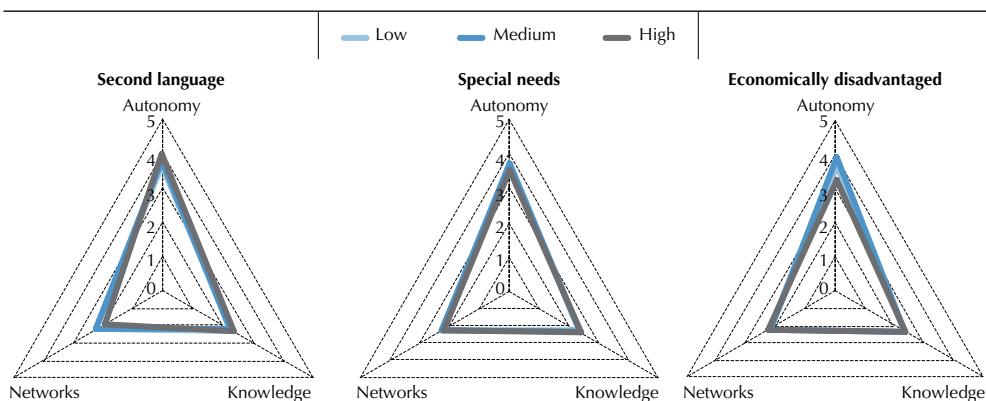 Low Medium High
Second language Special needs Economically disadvantaged
Autonomy Autonomy Autonomy
5 5 5
4 4 4
3 3 3
2 2 2
1 1 1
0 0 0
Networks Knowledge Networks Knowledge Networks Knowledge